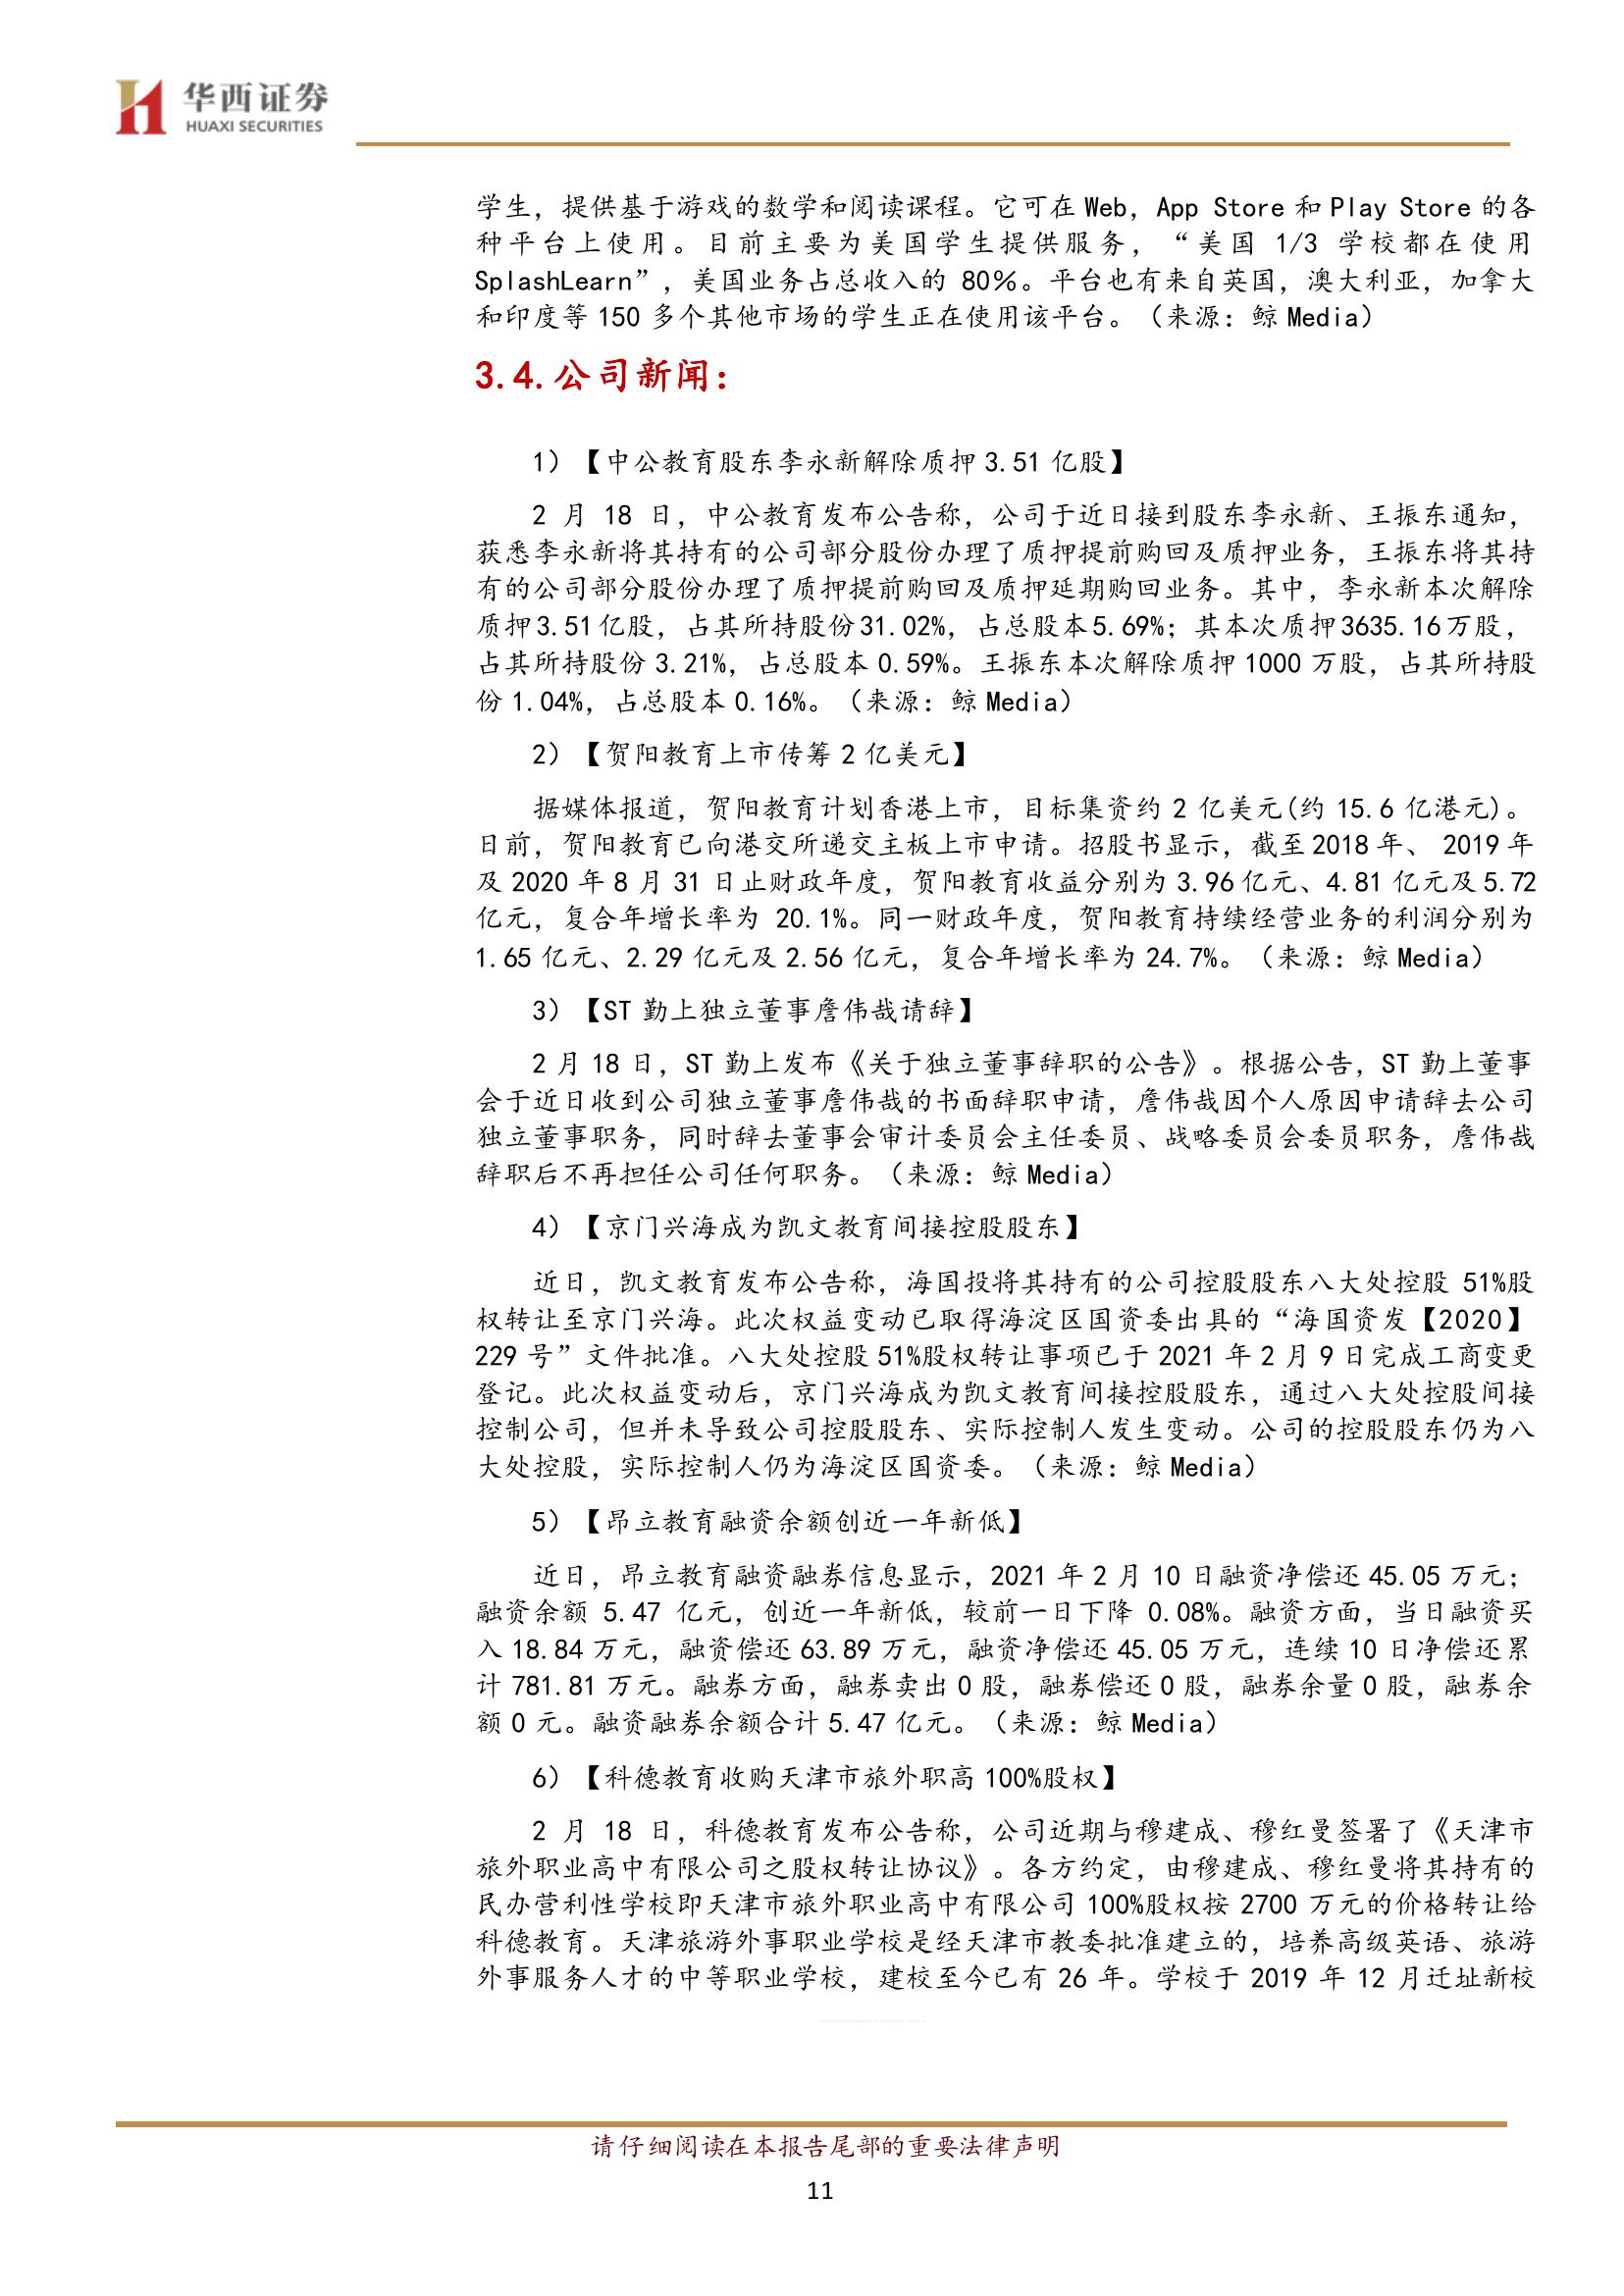 华西证券
HUAXI SECURITIES
学生，提供基于游戏的数学和阅读课程。它可在 Web，App Store 和 Play Store 的各
种平台上使用。目前主要为美国学生提供服务，“美国 1/3 学校都在使用
SplashLearn”，美国业务占总收入的 80%。平台也有来自英国，澳大利亚，加拿大
和印度等 150 多个其他市场的学生正在使用该平台。（来源：鲸 Media）
3.4.公司新闻：
1）【中公教育股东李永新解除质押 3.51 亿股】
2 月 18 日，中公教育发布公告称，公司于近日接到股东李永新、王振东通知，
获悉李永新将其持有的公司部分股份办理了质押提前购回及质押业务，王振东将其持
有的公司部分股份办理了质押提前购回及质押延期购回业务。其中，李永新本次解除
质押 3.51 亿股，占其所持股份 31.02%，占总股本 5.69%；其本次质押 3635.16 万股，
占其所持股份 3.21%，占总股本 0.59%。王振东本次解除质押 1000 万股，占其所持股
份 1.04%，占总股本 0.16%。（来源：鲸 Media）
2）【贺阳教育上市传筹 2 亿美元】
据媒体报道，贺阳教育计划香港上市，目标集资约 2 亿美元(约 15.6 亿港元)。
日前，贺阳教育已向港交所递交主板上市申请。招股书显示，截至 2018 年、 2019 年
及 2020 年 8 月 31 日止财政年度，贺阳教育收益分别为 3.96 亿元、4.81 亿元及 5.72
亿元，复合年增长率为 20.1%。同一财政年度，贺阳教育持续经营业务的利润分别为
1.65 亿元、2.29 亿元及 2.56 亿元，复合年增长率为 24.7%。（来源：鲸 Media）
3）【ST 勤上独立董事詹伟哉请辞】
2 月 18 日，ST 勤上发布《关于独立董事辞职的公告》。根据公告，ST 勤上董事
会于近日收到公司独立董事詹伟哉的书面辞职申请，詹伟哉因个人原因申请辞去公司
独立董事职务，同时辞去董事会审计委员会主任委员、战略委员会委员职务，詹伟哉
辞职后不再担任公司任何职务。（来源：鲸 Media）
4）【京门兴海成为凯文教育间接控股股东】
近日，凯文教育发布公告称，海国投将其持有的公司控股股东八大处控股 51%股
权转让至京门兴海。此次权益变动已取得海淀区国资委出具的“海国资发【2020】
229 号”文件批准。八大处控股 51%股权转让事项已于 2021 年 2 月 9 日完成工商变更
登记。此次权益变动后，京门兴海成为凯文教育间接控股股东，通过八大处控股间接
控制公司，但并未导致公司控股股东、实际控制人发生变动。公司的控股股东仍为八
大处控股，实际控制人仍为海淀区国资委。（来源：鲸 Media）
5）【昂立教育融资余额创近一年新低】
近日，昂立教育融资融券信息显示，2021 年 2 月 10 日融资净偿还 45.05 万元；
融资余额 5.47 亿元，创近一年新低，较前一日下降 0.08%。融资方面，当日融资买
入 18.84 万元，融资偿还 63.89 万元，融资净偿还 45.05 万元，连续 10 日净偿还累
计 781.81 万元。融券方面，融券卖出 0 股，融券偿还 0 股，融券余量 0 股，融券余
额 0 元。融资融券余额合计 5.47 亿元。（来源：鲸 Media）
6）【科德教育收购天津市旅外职高 100%股权】
2 月 18 日，科德教育发布公告称，公司近期与穆建成、穆红曼签署了《天津市
旅外职业高中有限公司之股权转让协议》。各方约定，由穆建成、穆红曼将其持有的
民办营利性学校即天津市旅外职业高中有限公司 100%股权按 2700 万元的价格转让给
科德教育。天津旅游外事职业学校是经天津市教委批准建立的，培养高级英语、旅游
外事服务人才的中等职业学校，建校至今已有 26 年。学校于 2019 年 12 月迁址新校
请仔细阅读在本报告尾部的重要法律声明
11